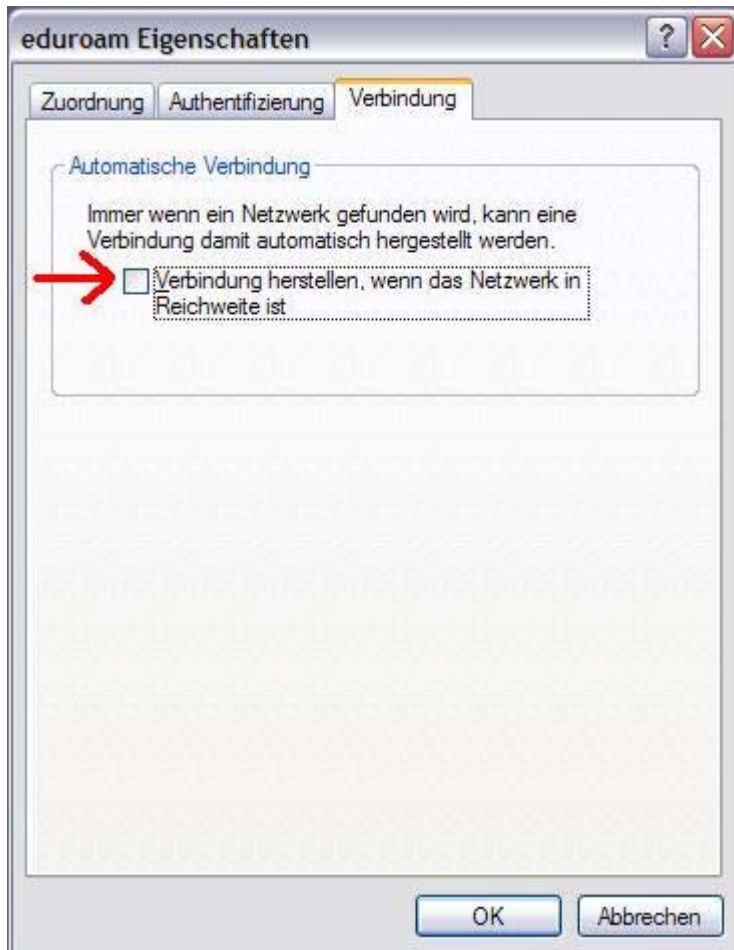 eduroam Eigenschaften
Zuordnung Authentifizierung Verbindung
Automatische Verbindung
Immer wenn ein Netzwerk gefunden wird, kann eine
Verbindung damit automatisch hergestellt werden.
Verbindung herstellen, wenn das Netzwerk in
Reichweite ist
OK Abbrechen